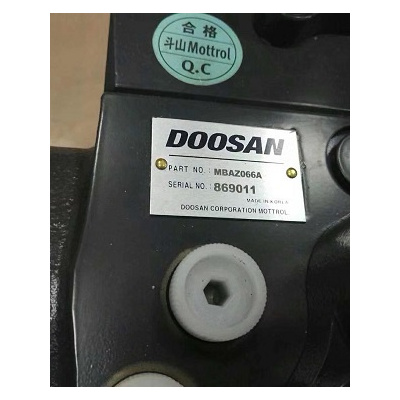 合格
斗山Mottrol
Q.C
DOOSAN
PART NO. : MBAZ066A
SERIAL NO. : 869011
MADE IN KOREA
DOOSAN CORPORATION MOTTROL